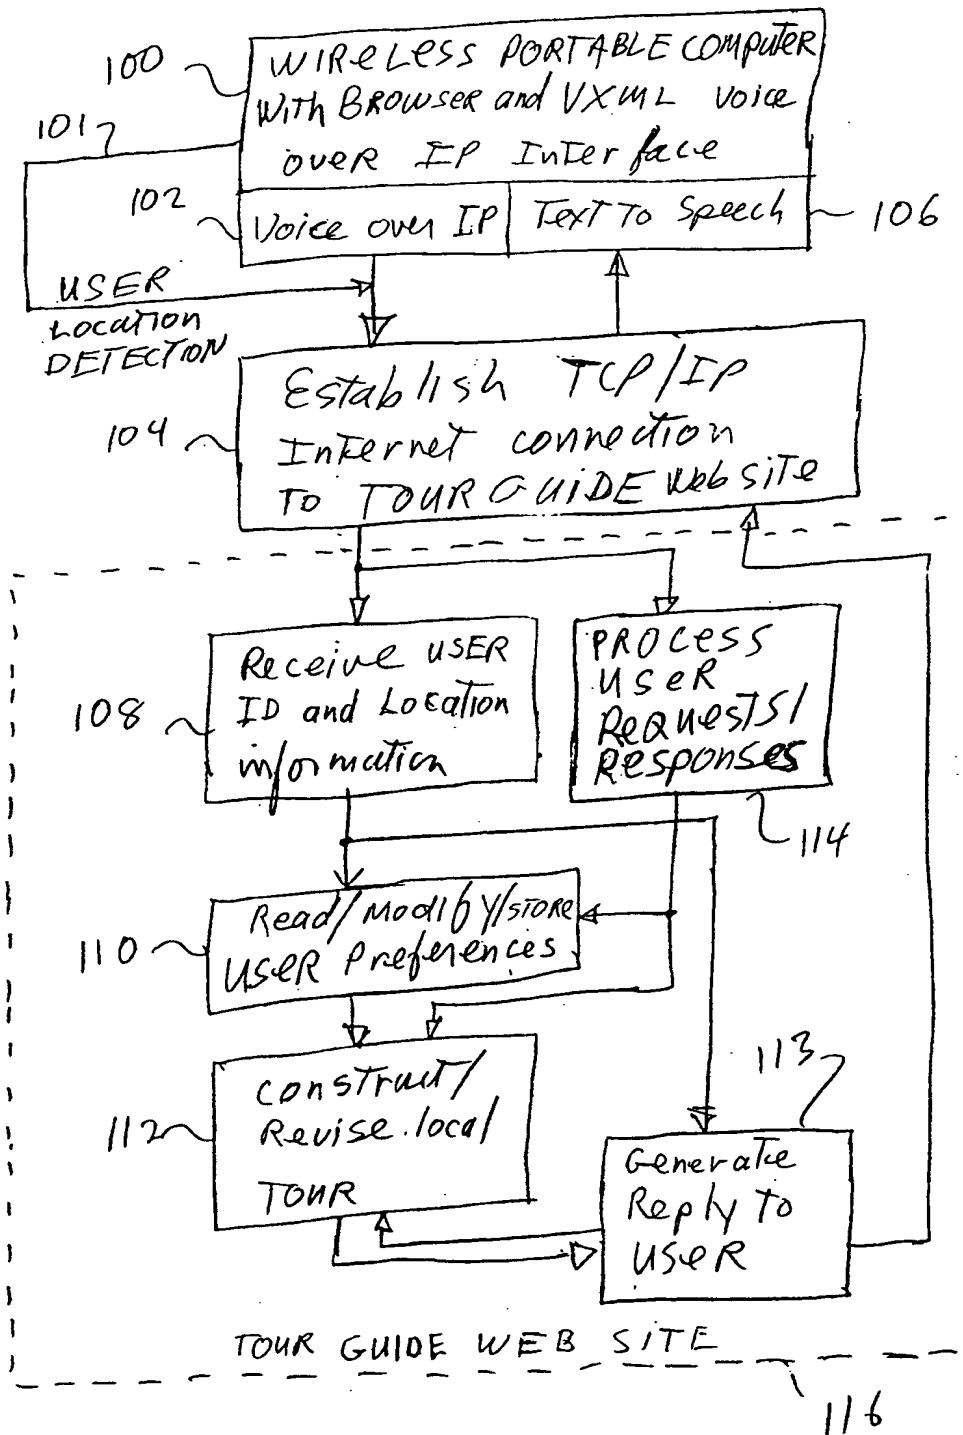 100
WIReless PORTABLE COMPUTER
With BROWSER and VXML Voice
over IP Interface
101
102
Voice over IP
Text To Speech
106
USER
Location
DETECTION
104
Establish TCP/IP
Internet connection
To TOUR GUIDE Web site
108
Receive USER
ID and Location
information
PROCess
USeR
ReQuesTS/
Responses
114
110
Read/Modify/STORE
USER Preferences
112
Construct/
Revise local
TOUR
113
Generate
Reply To
USeR
TOUR GUIDE WEB SITE
116